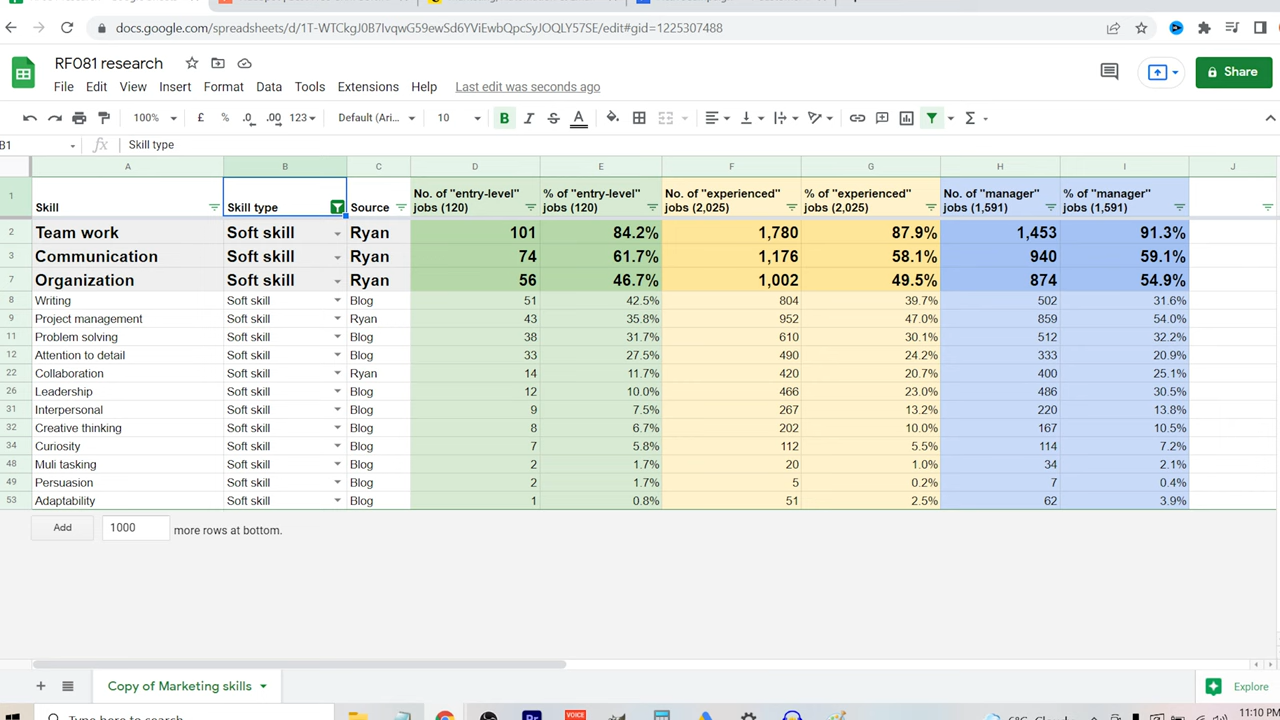 docs.google.com/spreadsheets/d/1T-WTCkgJ0B7IvqwG59ewSd6YViEwbQpcSyJOQLY57SE/edit#gid=1225307488
RF081 research
File Edit View Insert Format Data Tools Extensions Help Last edit was seconds ago
Share
100% £ % .0 .00 123 Default (Ari... 10 B I S A Σ
B1 fx Skill type
A B C D E F G H I J
1 Skill Skill type Source No. of "entry-level" jobs (120) % of "entry-level" jobs (120) No. of "experienced" jobs (2,025) % of "experienced" jobs (2,025) No. of "manager" jobs (1,591) % of "manager" jobs (1,591)
2 Team work Soft skill Ryan 101 84.2% 1,780 87.9% 1,453 91.3%
3 Communication Soft skill Ryan 74 61.7% 1,176 58.1% 940 59.1%
7 Organization Soft skill Ryan 56 46.7% 1,002 49.5% 874 54.9%
8 Writing Soft skill Blog 51 42.5% 804 39.7% 502 31.6%
9 Project management Soft skill Ryan 43 35.8% 952 47.0% 859 54.0%
11 Problem solving Soft skill Blog 38 31.7% 610 30.1% 512 32.2%
12 Attention to detail Soft skill Blog 33 27.5% 490 24.2% 333 20.9%
22 Collaboration Soft skill Ryan 14 11.7% 420 20.7% 400 25.1%
26 Leadership Soft skill Blog 12 10.0% 466 23.0% 486 30.5%
31 Interpersonal Soft skill Blog 9 7.5% 267 13.2% 220 13.8%
32 Creative thinking Soft skill Blog 8 6.7% 202 10.0% 167 10.5%
34 Curiosity Soft skill Blog 7 5.8% 112 5.5% 114 7.2%
48 Muli tasking Soft skill Blog 2 1.7% 20 1.0% 34 2.1%
49 Persuasion Soft skill Blog 2 1.7% 5 0.2% 7 0.4%
53 Adaptability Soft skill Blog 1 0.8% 51 2.5% 62 3.9%
Add 1000 more rows at bottom.
Copy of Marketing skills
Explore
Type here to search
VOICE
Pr
11:10 PM